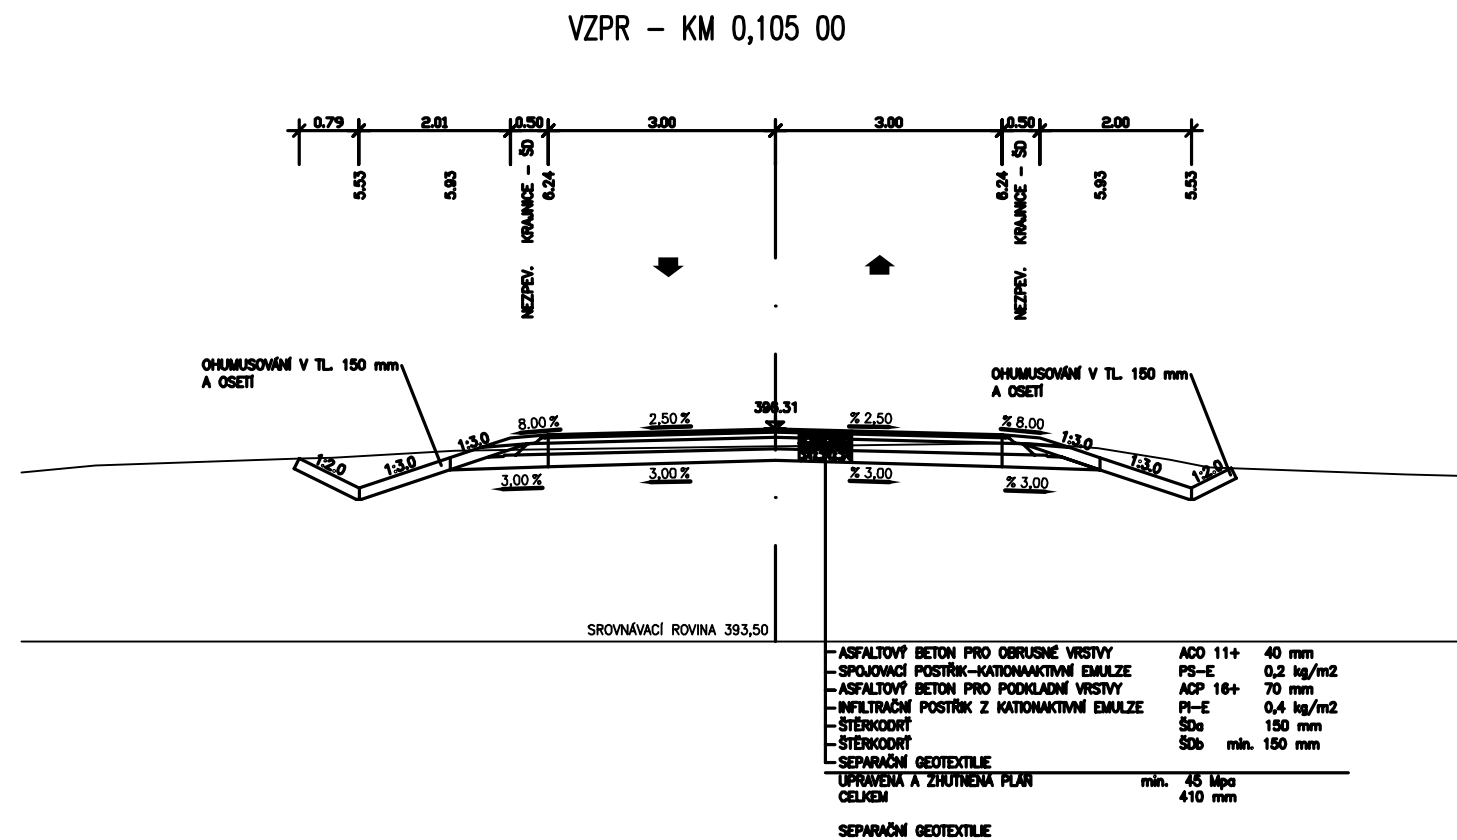 VZPR – KM 0,105 00
0.79 2.01 0.50 3.00 3.00 0.50 2.00
5.53
5.93
NEZPEV. KRAJNICE - ŠD
6.24
6.24
NEZPEV. KRAJNICE - ŠD
5.93
5.53
OHUMUSOVÁNÍ V TL. 150 mm
A OSETÍ
OHUMUSOVÁNÍ V TL. 150 mm
A OSETÍ
8.00 % 2,50 % % 2,50 % 8.00
1:2.0 1:3.0 1:3.0 1:3.0 1:3.0 1:2.0
3,00 % 3,00 % % 3,00 % 3,00
SROVNÁVACÍ ROVINA 393,50
ASFALTOVÝ BETON PRO OBRUSNÉ VRSTVY ACO 11+ 40 mm
SPOJOVACÍ POSTŘIK-KATIONAAKTIVNÍ EMULZE PS-E 0,2 kg/m2
ASFALTOVÝ BETON PRO PODKLADNÍ VRSTVY ACP 16+ 70 mm
INFILTRAČNÍ POSTŘIK Z KATIONAKTIVNÍ EMULZE PI-E 0,4 kg/m2
ŠTĚRKODRŤ ŠDa 150 mm
ŠTĚRKODRŤ ŠDb min. 150 mm
SEPARAČNÍ GEOTEXTILIE
UPRAVENÁ A ZHUTNĚNÁ PLÁŇ min. 45 Mpa
CELKEM 410 mm
SEPARAČNÍ GEOTEXTILIE